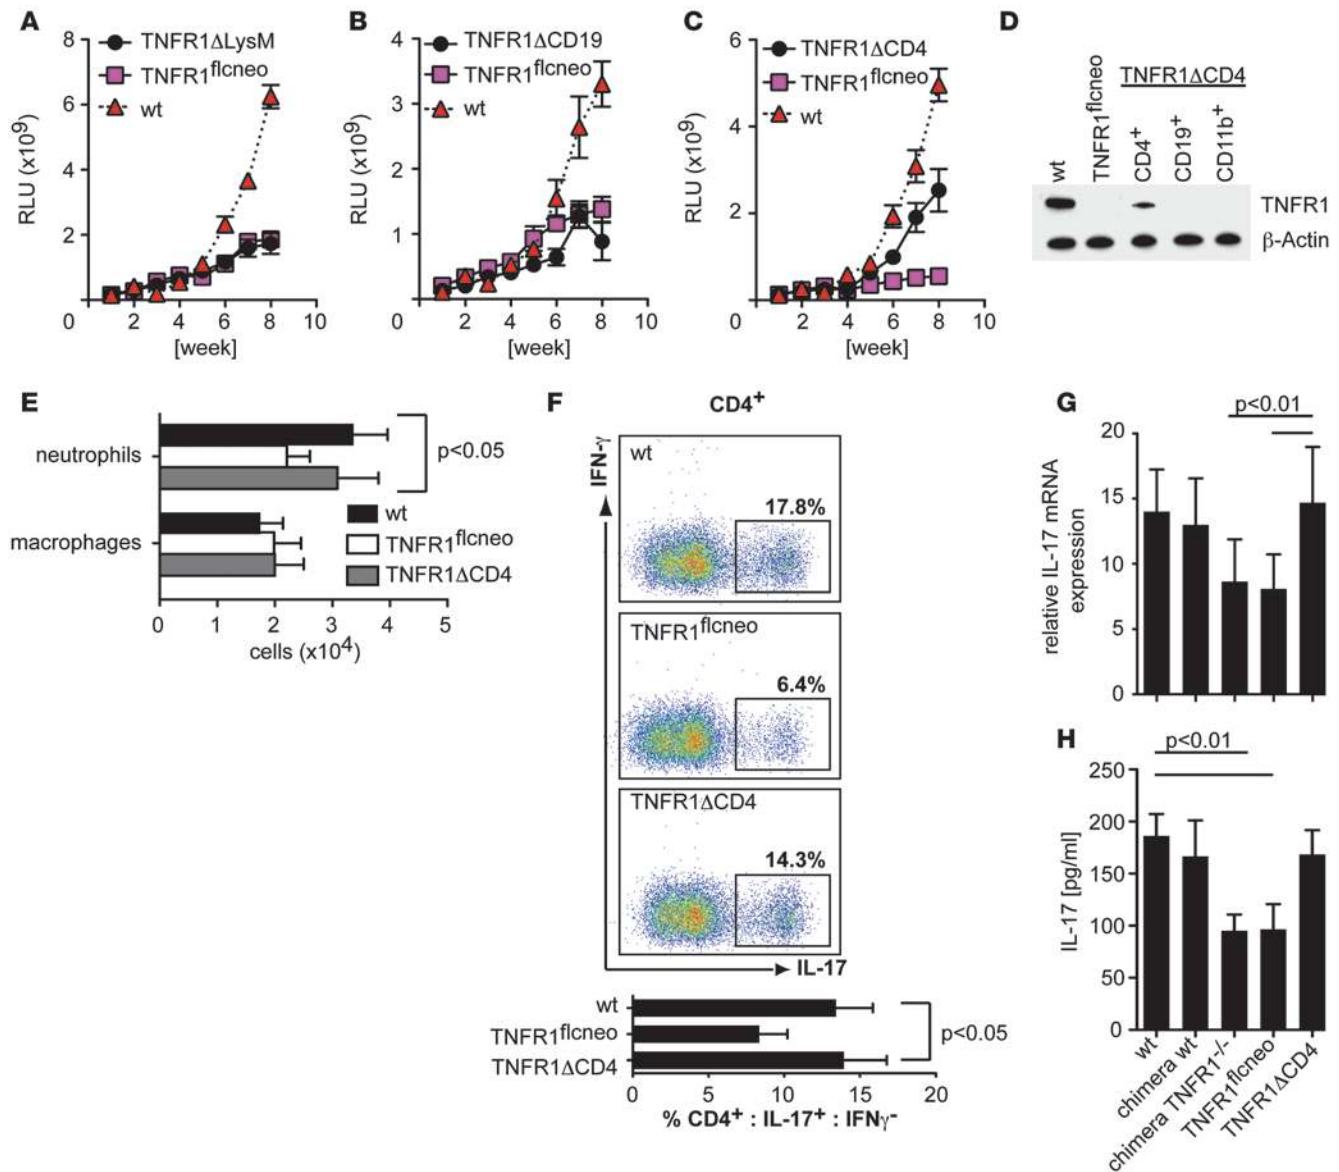 A
8
6
4
2
0
RLU (x10⁹)
TNFR1ΔLysM
TNFR1flcneo
wt
2 4 6 8 10
[week]
B
4
3
2
1
0
RLU (x10⁹)
TNFR1ΔCD19
TNFR1flcneo
wt
2 4 6 8 10
[week]
C
6
4
2
0
RLU (x10⁹)
TNFR1ΔCD4
TNFR1flcneo
wt
2 4 6 8 10
[week]
D
TNFR1ΔCD4
wt
TNFR1flcneo
CD4⁺
CD19⁺
CD11b⁺
TNFR1
β-Actin
E
neutrophils
macrophages
p<0.05
wt
TNFR1flcneo
TNFR1ΔCD4
0 1 2 3 4 5
cells (x10⁴)
F
CD4⁺
IFN-γ
wt
17.8%
TNFR1flcneo
6.4%
TNFR1ΔCD4
14.3%
IL-17
wt
TNFR1flcneo
TNFR1ΔCD4
p<0.05
0 5 10 15 20
% CD4⁺ : IL-17⁺ : IFNγ⁻
G
p<0.01
20
15
10
5
0
relative IL-17 mRNA
expression
H
p<0.01
250
200
150
100
50
0
IL-17 [pg/ml]
wt
chimera wt
chimera TNFR1⁻/⁻
TNFR1flcneo
TNFR1ΔCD4